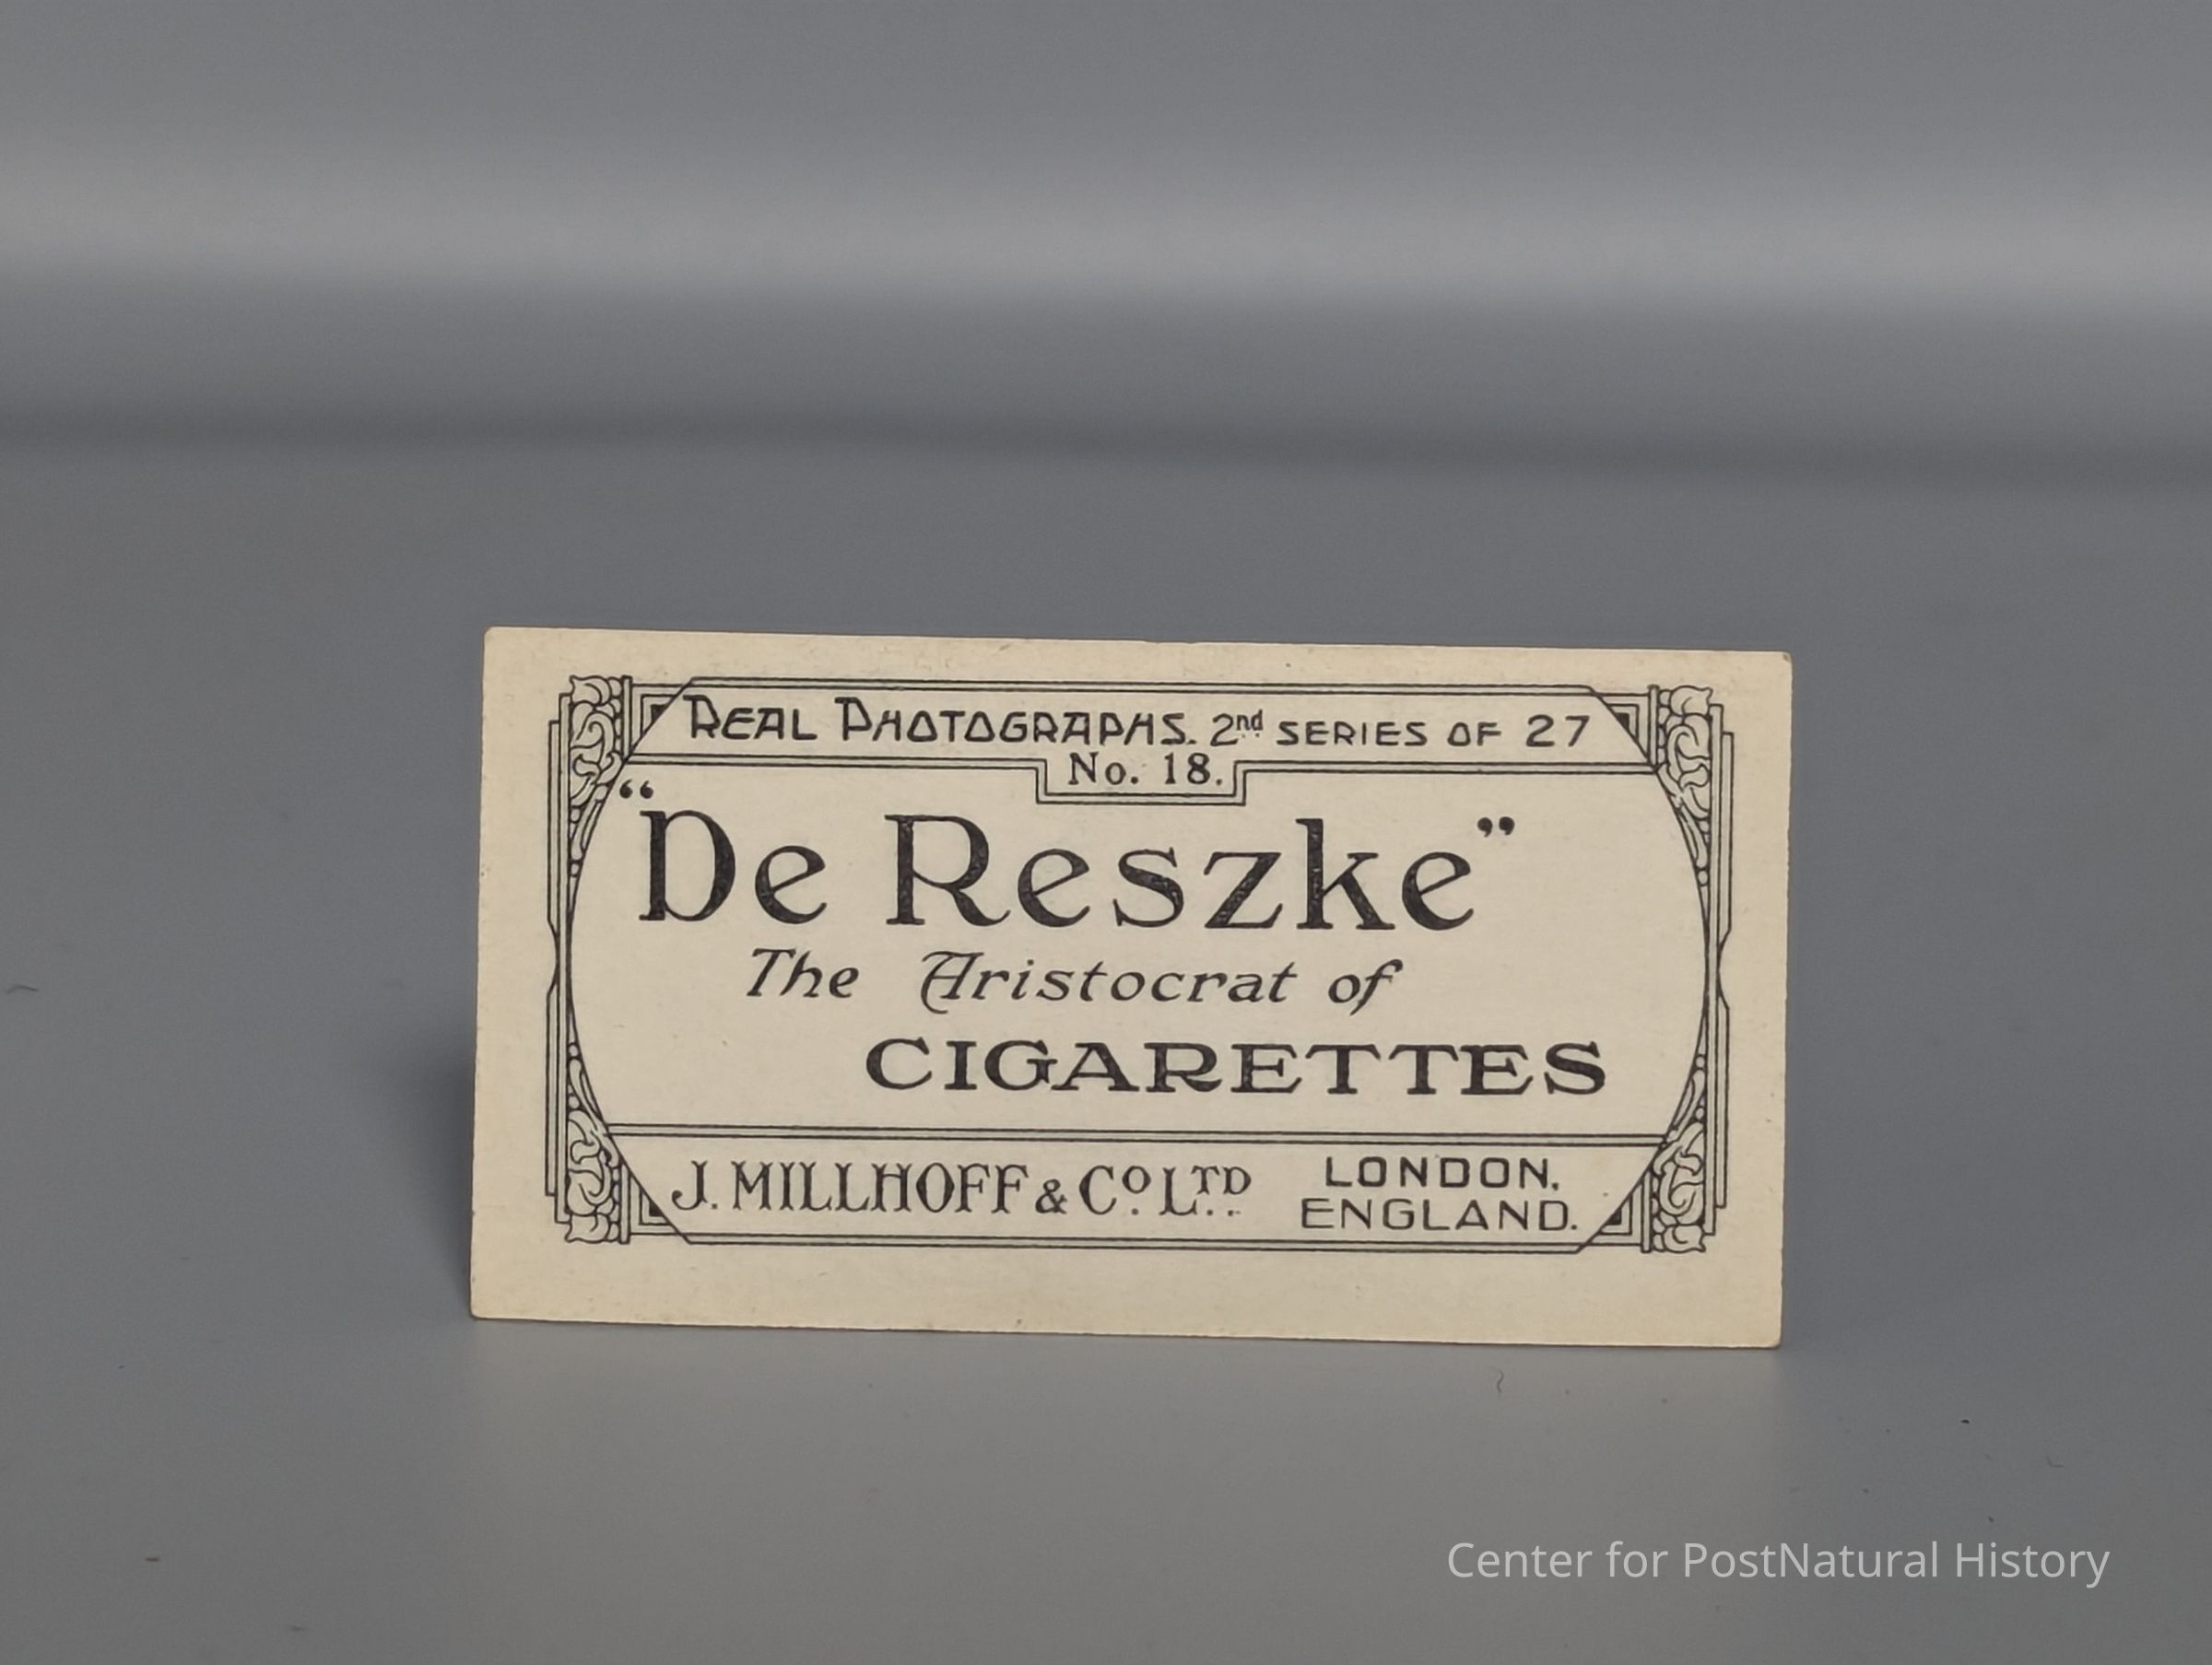 REAL PHOTOGRAPHS. 2nd SERIES OF 27
No. 18.
“De Reszke”
The Aristocrat of
CIGARETTES
J. MILLHOFF & Co. LTD.
LONDON,
ENGLAND.
Center for PostNatural History